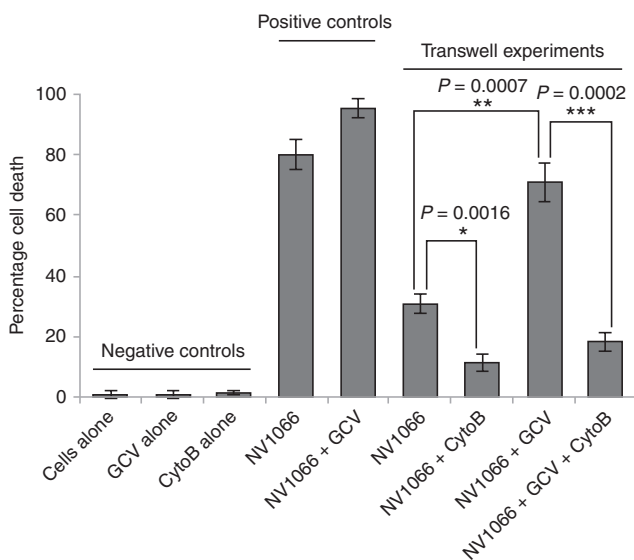 Positive controls
Transwell experiments
P = 0.0007
**
P = 0.0002
***
P = 0.0016
*
Negative controls
Percentage cell death
100
80
60
40
20
0
Cells alone
GCV alone
CytoB alone
NV1066
NV1066 + GCV
NV1066
NV1066 + CytoB
NV1066 + GCV
NV1066 + GCV + CytoB